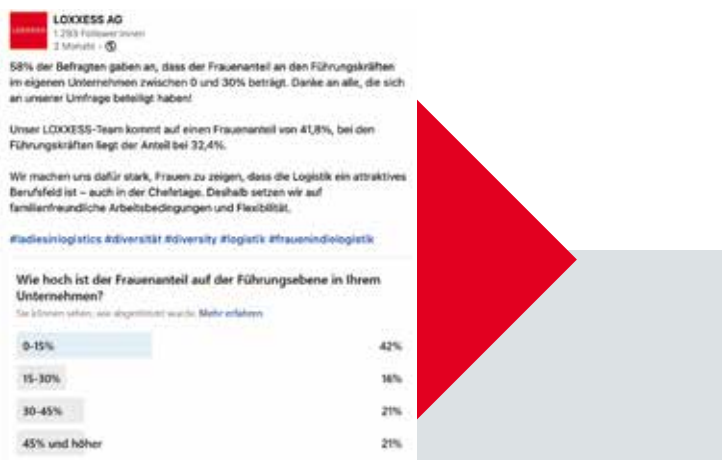 LOXXESS
LOXXESS AG
1.293 Follower:innen
2 Monate •
58% der Befragten gaben an, dass der Frauenanteil an den Führungskräften
im eigenen Unternehmen zwischen 0 und 30% beträgt. Danke an alle, die sich
an unserer Umfrage beteiligt haben!
Unser LOXXESS-Team kommt auf einen Frauenanteil von 41,8%, bei den
Führungskräften liegt der Anteil bei 32,4%.
Wir machen uns dafür stark, Frauen zu zeigen, dass die Logistik ein attraktives
Berufsfeld ist – auch in der Chefetage. Deshalb setzen wir auf
familienfreundliche Arbeitsbedingungen und Flexibilität.
#ladiesinlogistics #diversität #diversity #logistik #frauenindielogistik
Wie hoch ist der Frauenanteil auf der Führungsebene in Ihrem
Unternehmen?
Sie können sehen, wie abgestimmt wurde. Mehr erfahren
0-15% 42%
15-30% 16%
30-45% 21%
45% und höher 21%